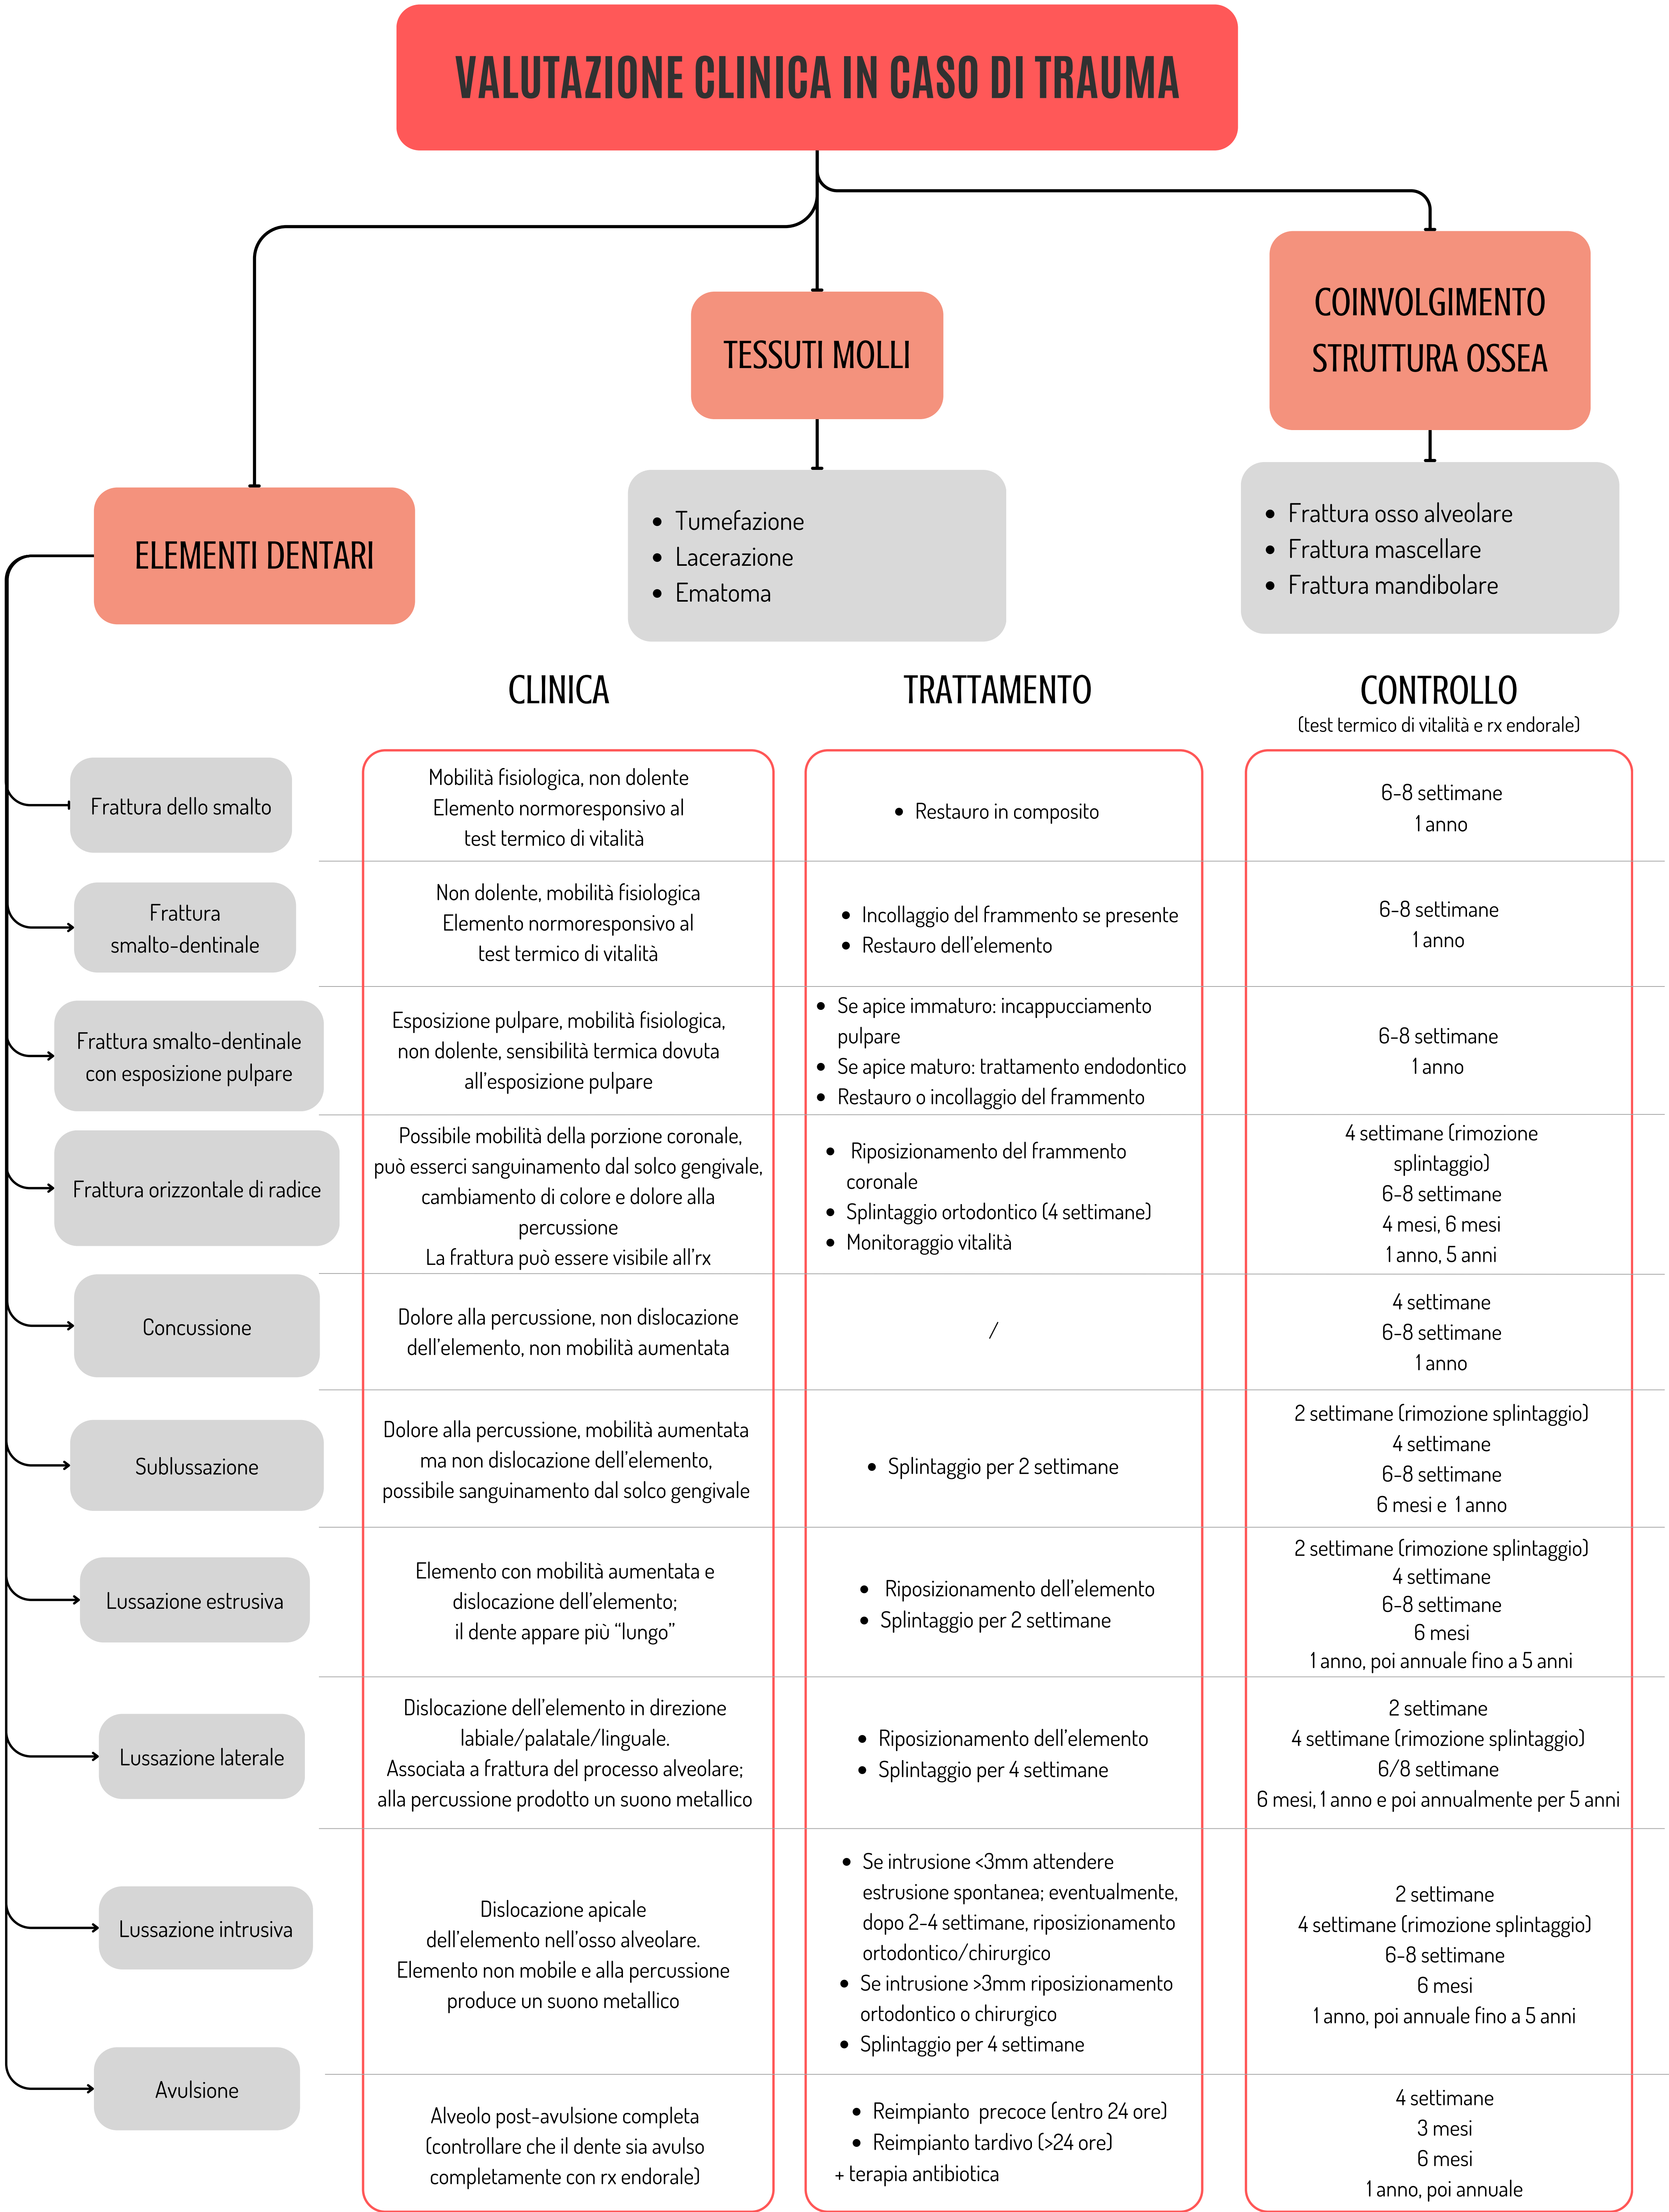 VALUTAZIONE CLINICA IN CASO DI TRAUMA
COINVOLGIMENTO
STRUTTURA OSSEA
TESSUTI MOLLI
ELEMENTI DENTARI
• Tumefazione
• Lacerazione
• Ematoma
• Frattura osso alveolare
• Frattura mascellare
• Frattura mandibolare
CLINICA
TRATTAMENTO
CONTROLLO
(test termico di vitalità e rx endorale)
Frattura dello smalto
Mobilità fisiologica, non dolente
Elemento normoresponsivo al
test termico di vitalità
• Restauro in composito
6-8 settimane
1 anno
Frattura
smalto-dentinale
Non dolente, mobilità fisiologica
Elemento normoresponsivo al
test termico di vitalità
• Incollaggio del frammento se presente
• Restauro dell'elemento
6-8 settimane
1 anno
Frattura smalto-dentinale
con esposizione pulpare
Esposizione pulpare, mobilità fisiologica,
non dolente, sensibilità termica dovuta
all'esposizione pulpare
• Se apice immaturo: incappucciamento
pulpare
• Se apice maturo: trattamento endodontico
• Restauro o incollaggio del frammento
6-8 settimane
1 anno
Frattura orizzontale di radice
Possibile mobilità della porzione coronale,
può esserci sanguinamento dal solco gengivale,
cambiamento di colore e dolore alla
percussione
La frattura può essere visibile all'rx
• Riposizionamento del frammento
coronale
• Splintaggio ortodontico (4 settimane)
• Monitoraggio vitalità
4 settimane (rimozione
splintaggio)
6-8 settimane
4 mesi, 6 mesi
1 anno, 5 anni
Concussione
Dolore alla percussione, non dislocazione
dell'elemento, non mobilità aumentata
/
4 settimane
6-8 settimane
1 anno
Sublussazione
Dolore alla percussione, mobilità aumentata
ma non dislocazione dell'elemento,
possibile sanguinamento dal solco gengivale
• Splintaggio per 2 settimane
2 settimane (rimozione splintaggio)
4 settimane
6-8 settimane
6 mesi e 1 anno
Lussazione estrusiva
Elemento con mobilità aumentata e
dislocazione dell'elemento;
il dente appare più "lungo"
• Riposizionamento dell'elemento
• Splintaggio per 2 settimane
2 settimane (rimozione splintaggio)
4 settimane
6-8 settimane
6 mesi
1 anno, poi annuale fino a 5 anni
Lussazione laterale
Dislocazione dell'elemento in direzione
labiale/palatale/linguale.
Associata a frattura del processo alveolare;
alla percussione prodotto un suono metallico
• Riposizionamento dell'elemento
• Splintaggio per 4 settimane
2 settimane
4 settimane (rimozione splintaggio)
6/8 settimane
6 mesi, 1 anno e poi annualmente per 5 anni
Lussazione intrusiva
Dislocazione apicale
dell'elemento nell'osso alveolare.
Elemento non mobile e alla percussione
produce un suono metallico
• Se intrusione <3mm attendere
estrusione spontanea; eventualmente,
dopo 2-4 settimane, riposizionamento
ortodontico/chirurgico
• Se intrusione >3mm riposizionamento
ortodontico o chirurgico
• Splintaggio per 4 settimane
2 settimane
4 settimane (rimozione splintaggio)
6-8 settimane
6 mesi
1 anno, poi annuale fino a 5 anni
Avulsione
Alveolo post-avulsione completa
(controllare che il dente sia avulso
completamente con rx endorale)
• Reimpianto precoce (entro 24 ore)
• Reimpianto tardivo (>24 ore)
+ terapia antibiotica
4 settimane
3 mesi
6 mesi
1 anno, poi annuale